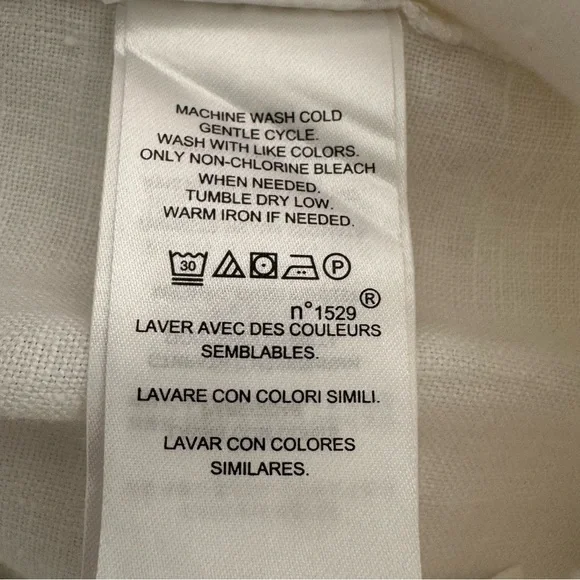 MACHINE WASH COLD
GENTLE CYCLE.
WASH WITH LIKE COLORS.
ONLY NON-CHLORINE BLEACH
WHEN NEEDED.
TUMBLE DRY LOW.
WARM IRON IF NEEDED.
30 P
n°1529®
LAVER AVEC DES COULEURS
SEMBLABLES.
LAVARE CON COLORI SIMILI.
LAVAR CON COLORES
SIMILARES.